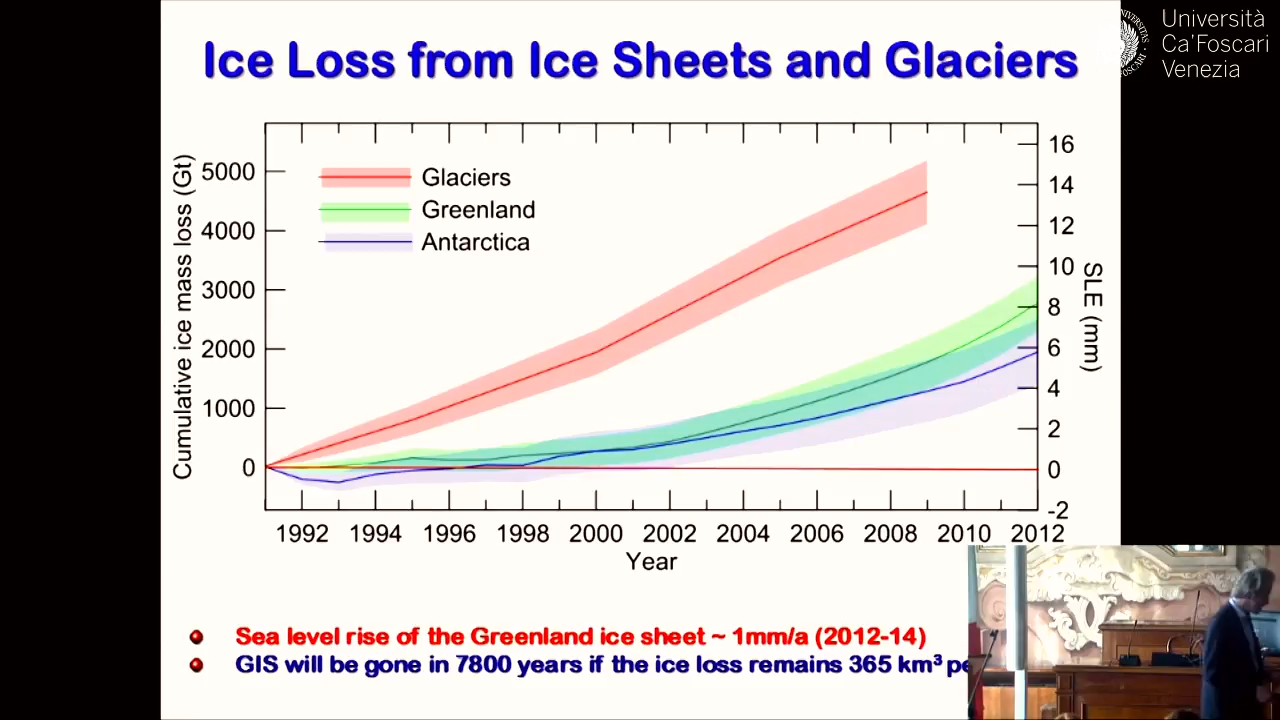 Ice Loss from Ice Sheets and Glaciers
Università
Ca'Foscari
Venezia
Cumulative ice mass loss (Gt)
5000
4000
3000
2000
1000
0
Glaciers
Greenland
Antarctica
16
14
12
10
8
6
4
2
0
-2
SLE (mm)
1992 1994 1996 1998 2000 2002 2004 2006 2008 2010 2012
Year
Sea level rise of the Greenland ice sheet ~ 1mm/a (2012-14)
GIS will be gone in 7800 years if the ice loss remains 365 km³